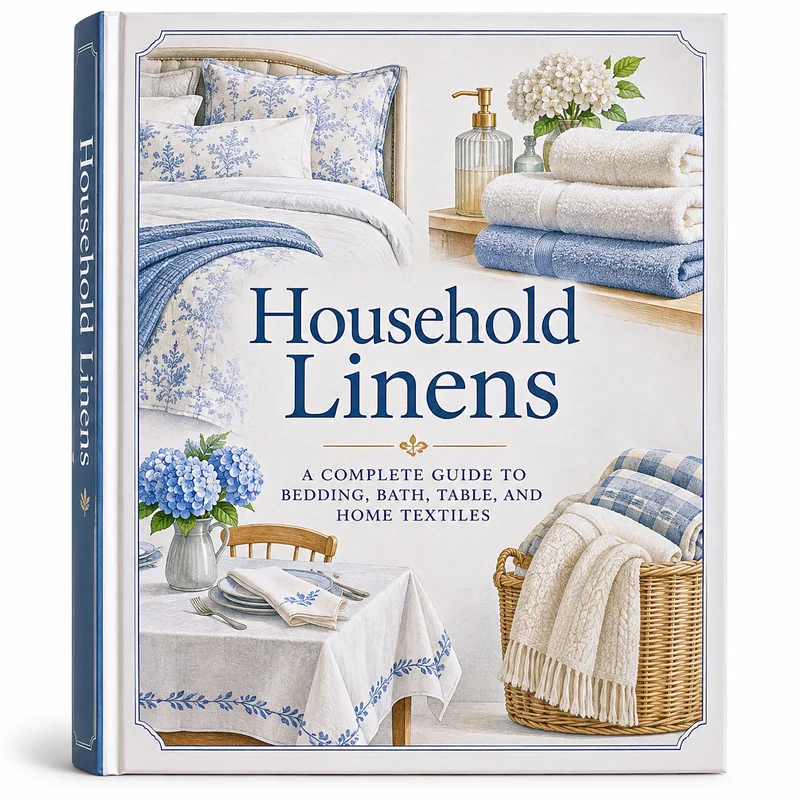 Household Linens
Household
Linens
A COMPLETE GUIDE TO
BEDDING, BATH, TABLE, AND
HOME TEXTILES